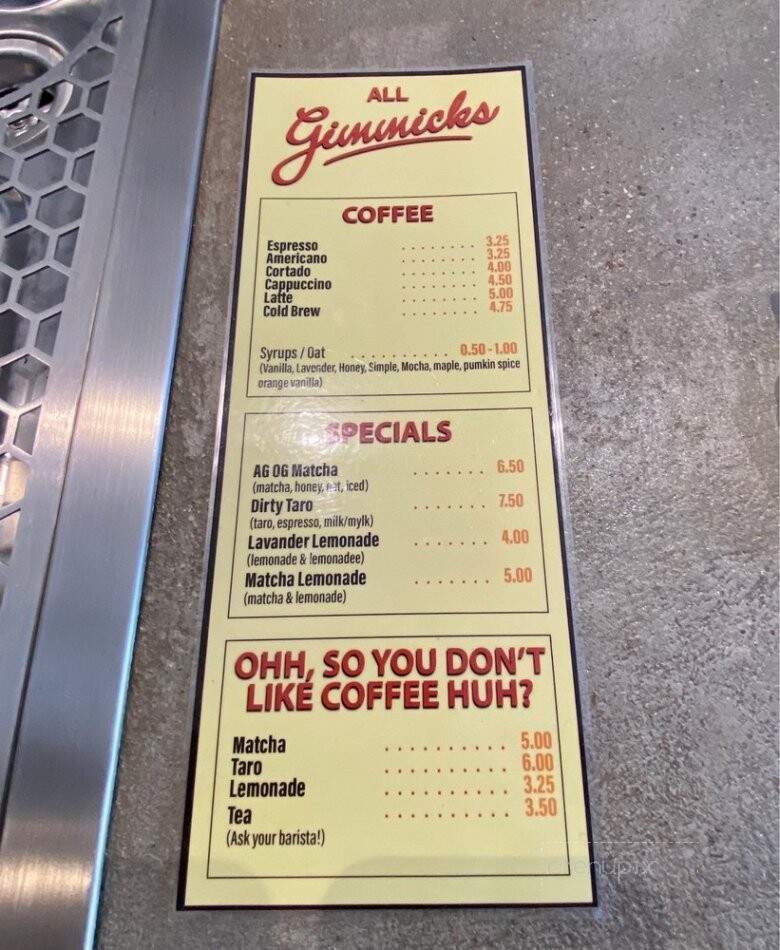 ALL
Gimmicks
COFFEE
Espresso . . . . . . . . 3.25
Americano . . . . . . . . 3.25
Cortado . . . . . . . . 4.00
Cappuccino . . . . . . . . 4.50
Latte . . . . . . . . 5.00
Cold Brew . . . . . . . . 4.75
Syrups / Oat . . . . . . . . . . 0.50 - 1.00
(Vanilla, Lavender, Honey, Simple, Mocha, maple, pumkin spice
orange vanilla)
SPECIALS
AG OG Matcha . . . . . . . 6.50
(matcha, honey, oat, iced)
Dirty Taro . . . . . . . 7.50
(taro, espresso, milk/mylk)
Lavander Lemonade . . . . . . . 4.00
(lemonade & lemonadee)
Matcha Lemonade . . . . . . . 5.00
(matcha & lemonade)
OHH, SO YOU DON'T
LIKE COFFEE HUH?
Matcha . . . . . . . . . . 5.00
Taro . . . . . . . . . . 6.00
Lemonade . . . . . . . . . . 3.25
Tea . . . . . . . . . . 3.50
(Ask your barista!)